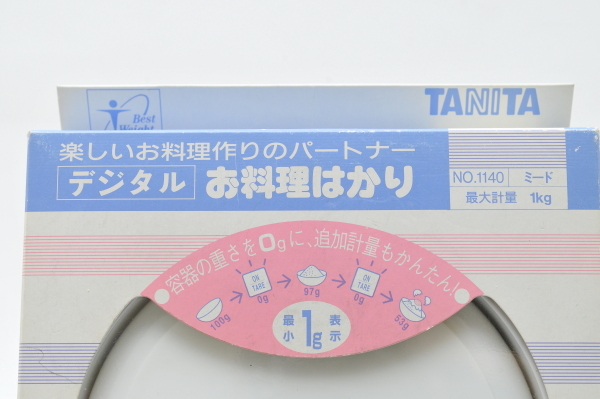 Best
Weight
TANITA
楽しいお料理作りのパートナー
デジタル お料理はかり
NO.1140 ミード
最大計量 1kg
容器の重さを0gに、追加計量もかんたん!
ON TARE
ON TARE
100g
0g
97g
0g
53g
最小 1g 表示